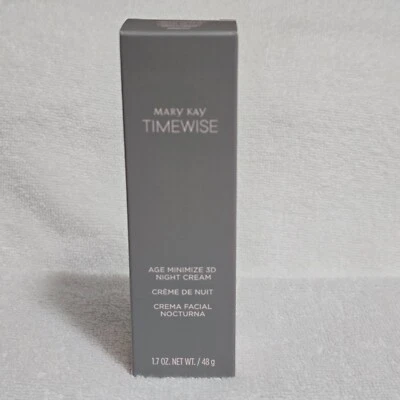 MARY KAY
TIMEWISE
AGE MINIMIZE 3D
NIGHT CREAM
CRÈME DE NUIT
CREMA FACIAL
NOCTURNA
1.7 OZ. NET WT. / 48 g